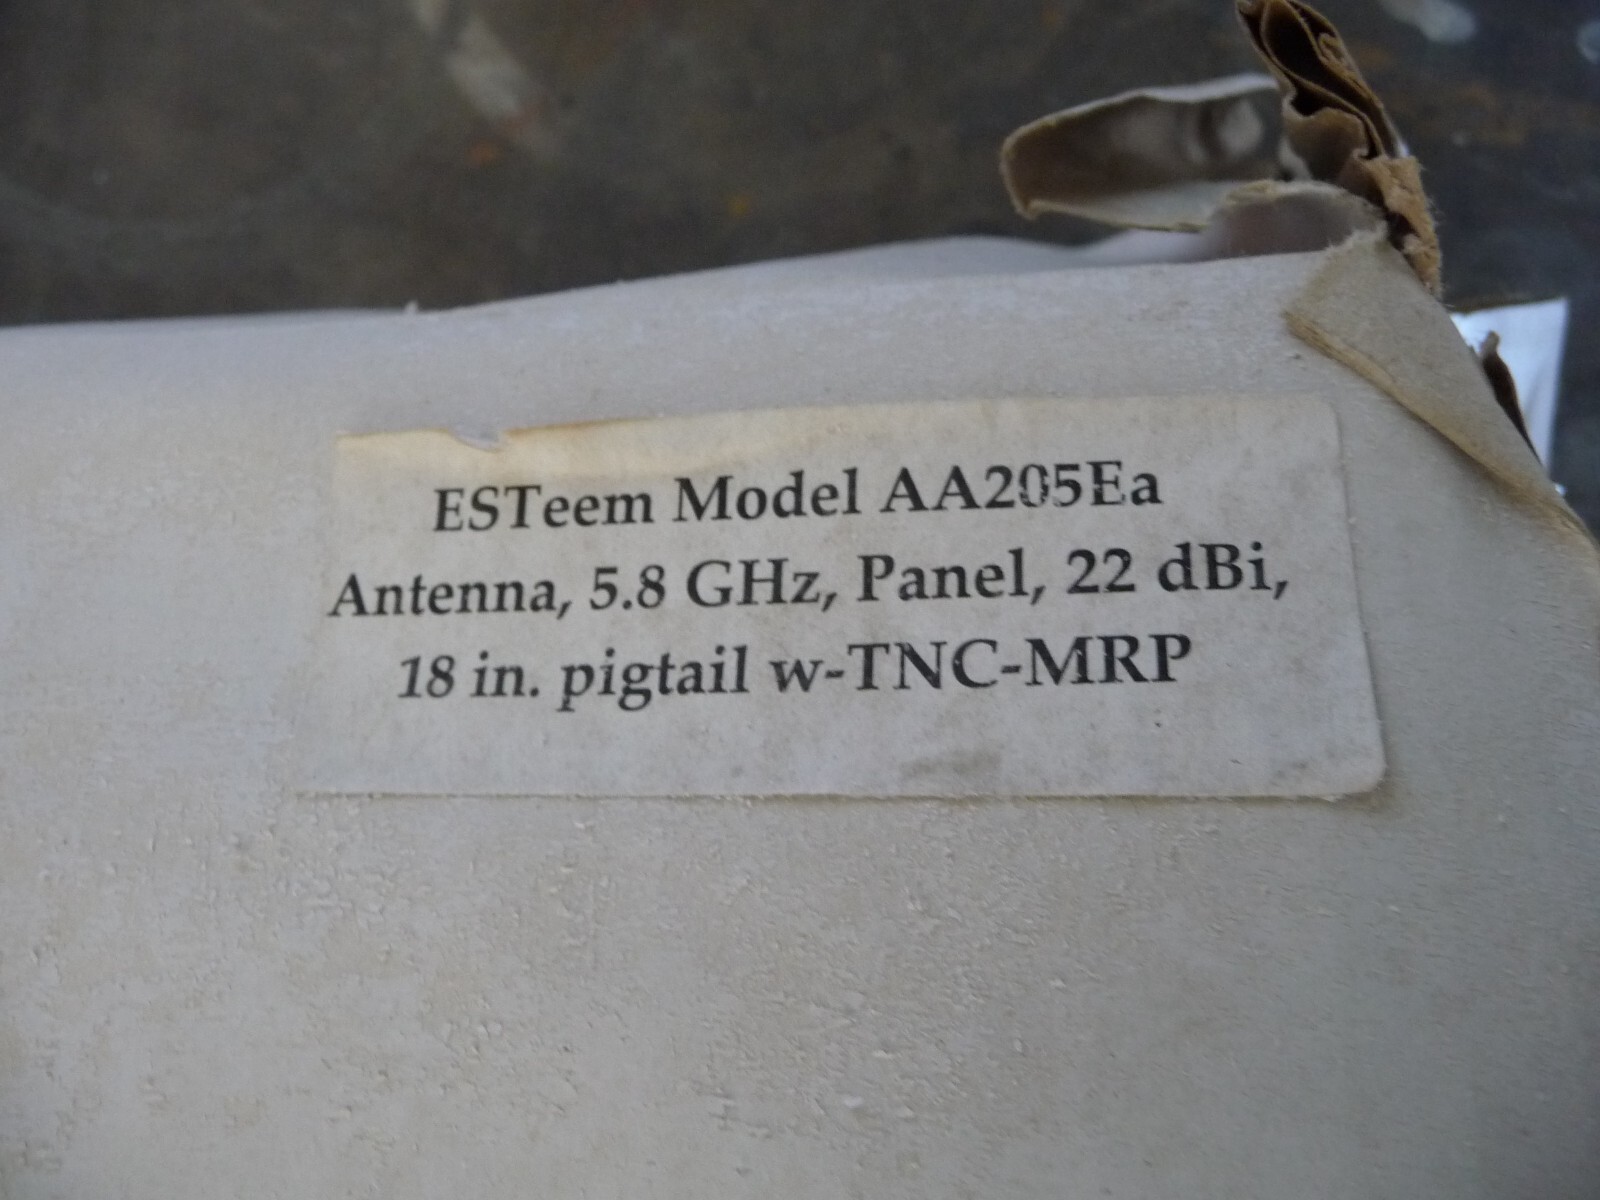 ESTeem Model AA205Ea
Antenna, 5.8 GHz, Panel, 22 dBi,
18 in. pigtail w-TNC-MRP